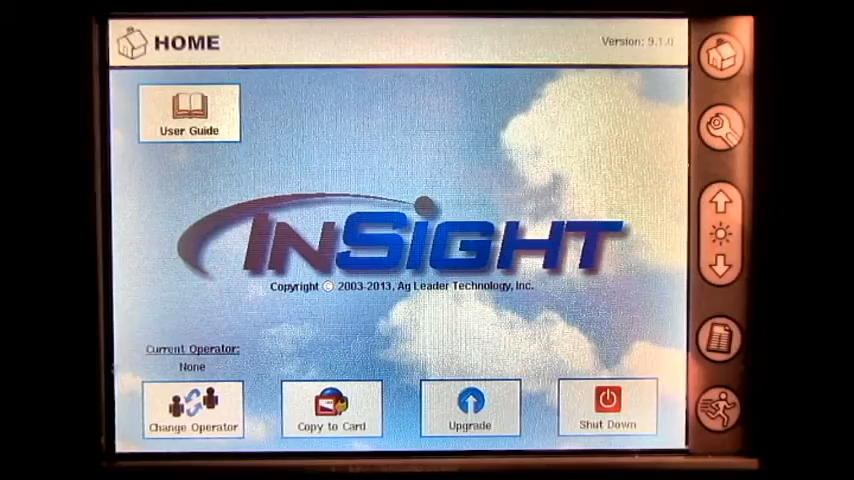 HOME
Version: 9.1.0
User Guide
INSIGHT
Copyright © 2003-2013, Ag Leader Technology, Inc.
Current Operator:
None
Change Operator
Copy to Card
Upgrade
Shut Down